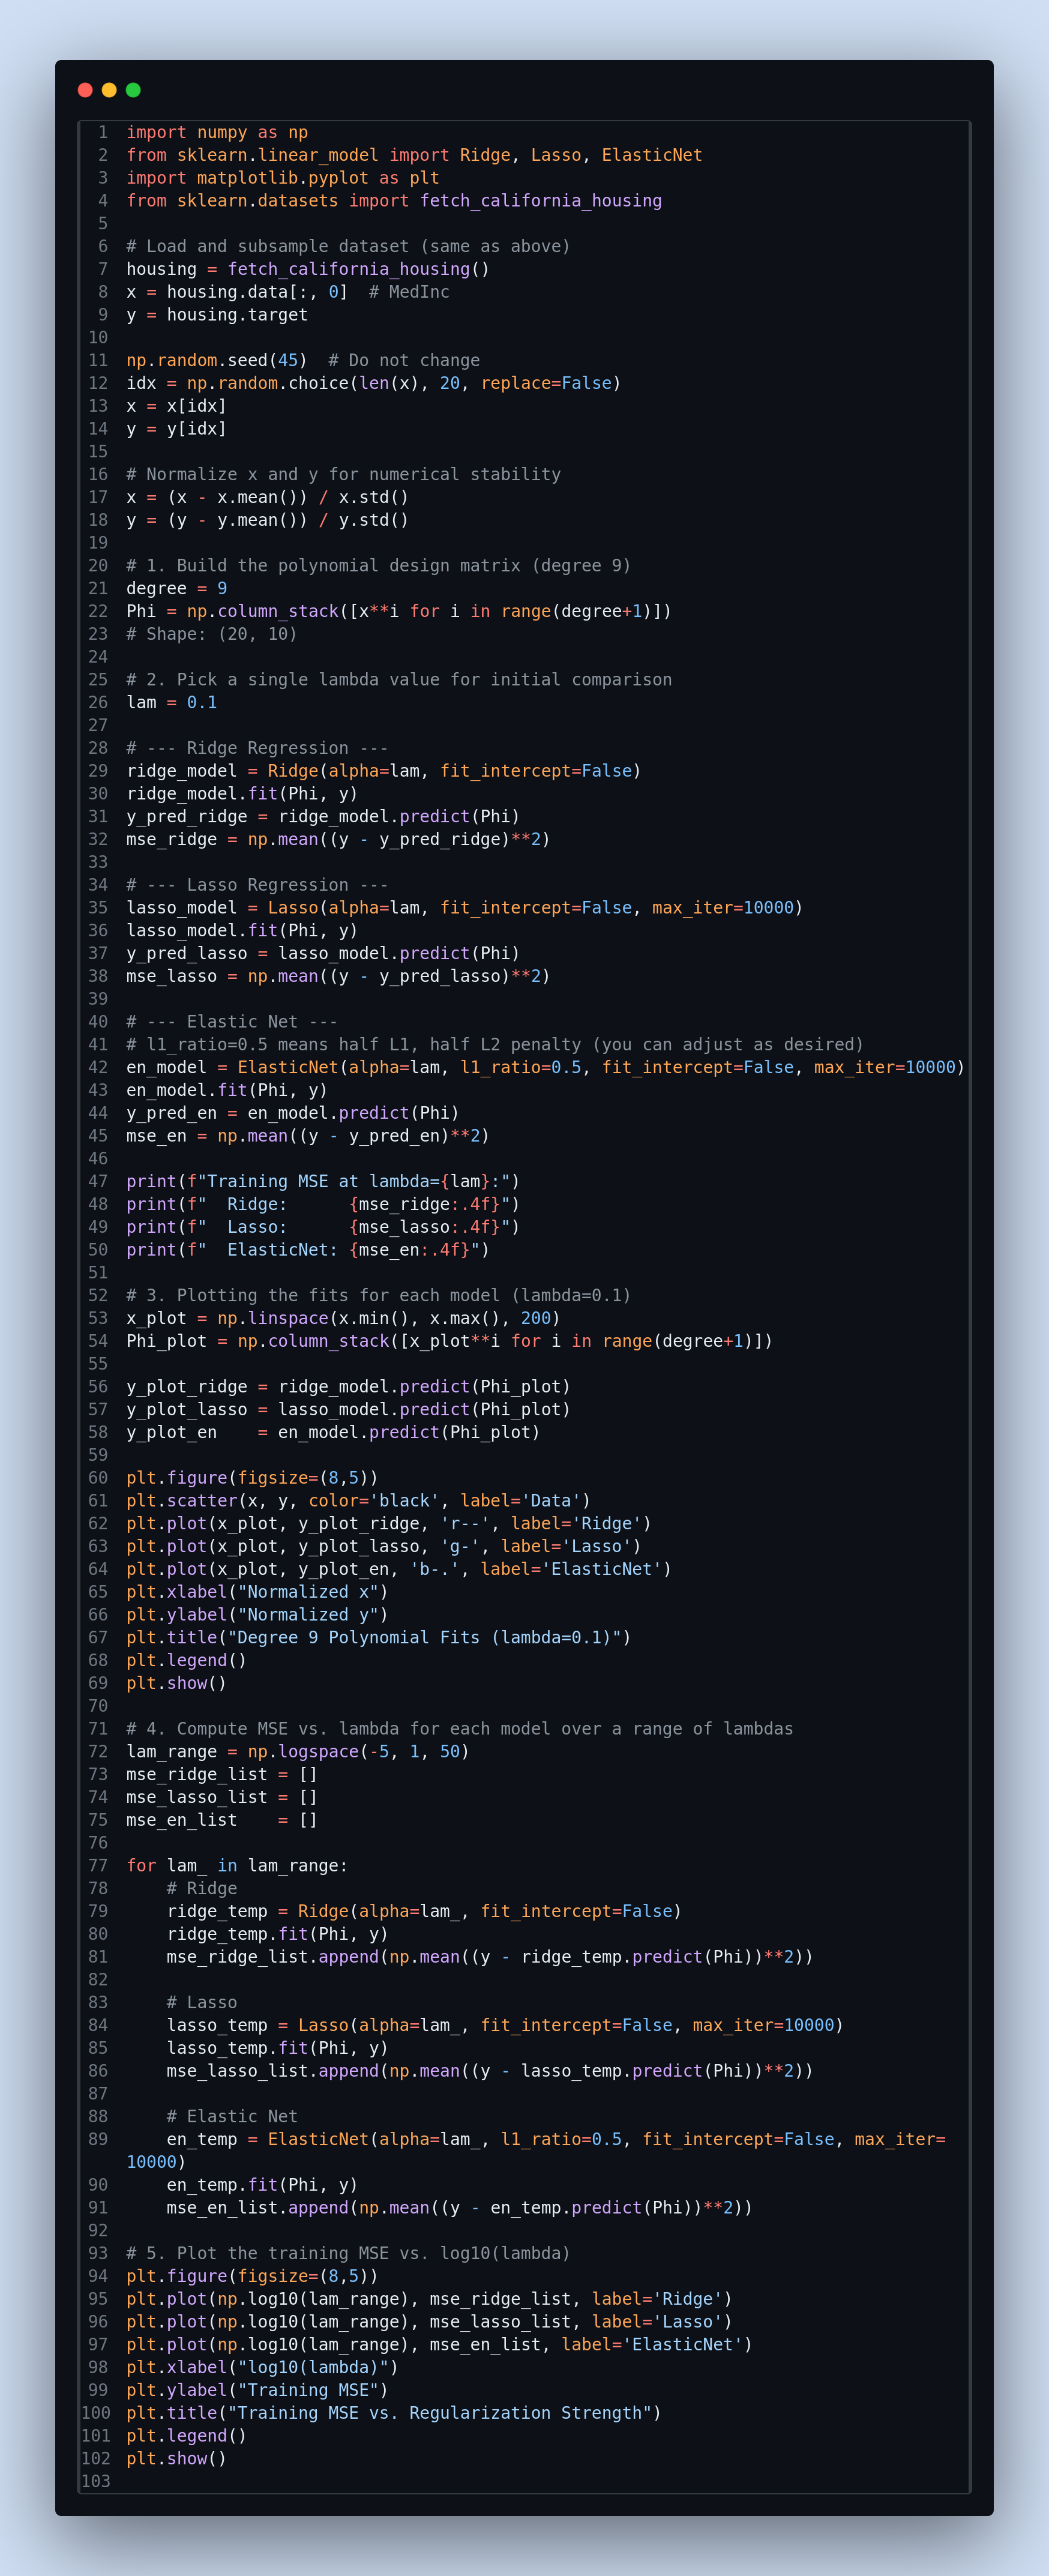 1 import numpy as np
2 from sklearn.linear_model import Ridge, Lasso, ElasticNet
3 import matplotlib.pyplot as plt
4 from sklearn.datasets import fetch_california_housing
5
6 # Load and subsample dataset (same as above)
7 housing = fetch_california_housing()
8 x = housing.data[:, 0]  # MedInc
9 y = housing.target
10
11 np.random.seed(45)  # Do not change
12 idx = np.random.choice(len(x), 20, replace=False)
13 x = x[idx]
14 y = y[idx]
15
16 # Normalize x and y for numerical stability
17 x = (x - x.mean()) / x.std()
18 y = (y - y.mean()) / y.std()
19
20 # 1. Build the polynomial design matrix (degree 9)
21 degree = 9
22 Phi = np.column_stack([x**i for i in range(degree+1)])
23 # Shape: (20, 10)
24
25 # 2. Pick a single lambda value for initial comparison
26 lam = 0.1
27
28 # --- Ridge Regression ---
29 ridge_model = Ridge(alpha=lam, fit_intercept=False)
30 ridge_model.fit(Phi, y)
31 y_pred_ridge = ridge_model.predict(Phi)
32 mse_ridge = np.mean((y - y_pred_ridge)**2)
33
34 # --- Lasso Regression ---
35 lasso_model = Lasso(alpha=lam, fit_intercept=False, max_iter=10000)
36 lasso_model.fit(Phi, y)
37 y_pred_lasso = lasso_model.predict(Phi)
38 mse_lasso = np.mean((y - y_pred_lasso)**2)
39
40 # --- Elastic Net ---
41 # l1_ratio=0.5 means half L1, half L2 penalty (you can adjust as desired)
42 en_model = ElasticNet(alpha=lam, l1_ratio=0.5, fit_intercept=False, max_iter=10000)
43 en_model.fit(Phi, y)
44 y_pred_en = en_model.predict(Phi)
45 mse_en = np.mean((y - y_pred_en)**2)
46
47 print(f"Training MSE at lambda={lam}:")
48 print(f"  Ridge:      {mse_ridge:.4f}")
49 print(f"  Lasso:      {mse_lasso:.4f}")
50 print(f"  ElasticNet: {mse_en:.4f}")
51
52 # 3. Plotting the fits for each model (lambda=0.1)
53 x_plot = np.linspace(x.min(), x.max(), 200)
54 Phi_plot = np.column_stack([x_plot**i for i in range(degree+1)])
55
56 y_plot_ridge = ridge_model.predict(Phi_plot)
57 y_plot_lasso = lasso_model.predict(Phi_plot)
58 y_plot_en    = en_model.predict(Phi_plot)
59
60 plt.figure(figsize=(8,5))
61 plt.scatter(x, y, color='black', label='Data')
62 plt.plot(x_plot, y_plot_ridge, 'r--', label='Ridge')
63 plt.plot(x_plot, y_plot_lasso, 'g-', label='Lasso')
64 plt.plot(x_plot, y_plot_en, 'b-.', label='ElasticNet')
65 plt.xlabel("Normalized x")
66 plt.ylabel("Normalized y")
67 plt.title("Degree 9 Polynomial Fits (lambda=0.1)")
68 plt.legend()
69 plt.show()
70
71 # 4. Compute MSE vs. lambda for each model over a range of lambdas
72 lam_range = np.logspace(-5, 1, 50)
73 mse_ridge_list = []
74 mse_lasso_list = []
75 mse_en_list    = []
76
77 for lam_ in lam_range:
78     # Ridge
79     ridge_temp = Ridge(alpha=lam_, fit_intercept=False)
80     ridge_temp.fit(Phi, y)
81     mse_ridge_list.append(np.mean((y - ridge_temp.predict(Phi))**2))
82
83     # Lasso
84     lasso_temp = Lasso(alpha=lam_, fit_intercept=False, max_iter=10000)
85     lasso_temp.fit(Phi, y)
86     mse_lasso_list.append(np.mean((y - lasso_temp.predict(Phi))**2))
87
88     # Elastic Net
89     en_temp = ElasticNet(alpha=lam_, l1_ratio=0.5, fit_intercept=False, max_iter=
10000)
90     en_temp.fit(Phi, y)
91     mse_en_list.append(np.mean((y - en_temp.predict(Phi))**2))
92
93 # 5. Plot the training MSE vs. log10(lambda)
94 plt.figure(figsize=(8,5))
95 plt.plot(np.log10(lam_range), mse_ridge_list, label='Ridge')
96 plt.plot(np.log10(lam_range), mse_lasso_list, label='Lasso')
97 plt.plot(np.log10(lam_range), mse_en_list, label='ElasticNet')
98 plt.xlabel("log10(lambda)")
99 plt.ylabel("Training MSE")
100 plt.title("Training MSE vs. Regularization Strength")
101 plt.legend()
102 plt.show()
103